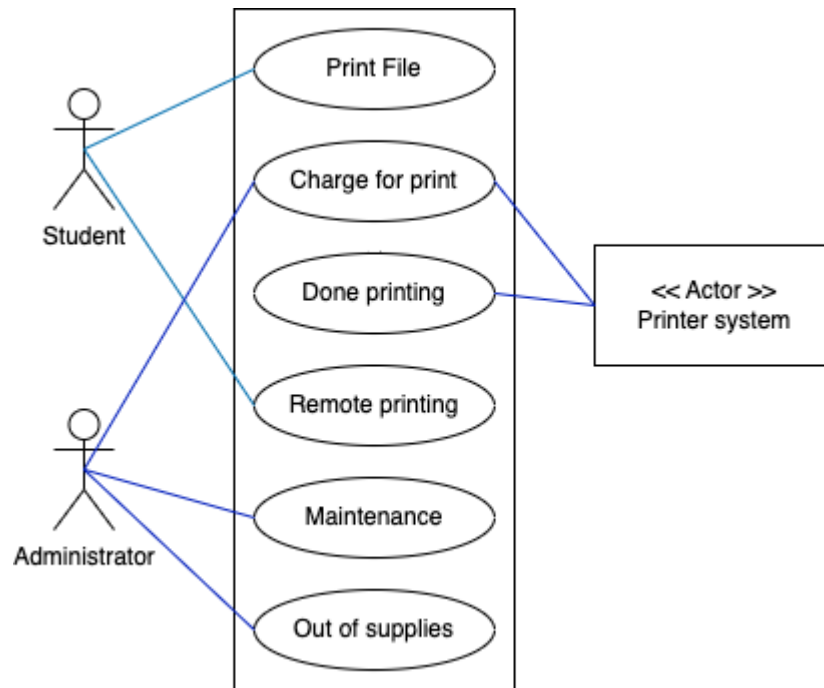 Print File
Student
Charge for print
Done printing
<< Actor >>
Printer system
Remote printing
Administrator
Maintenance
Out of supplies